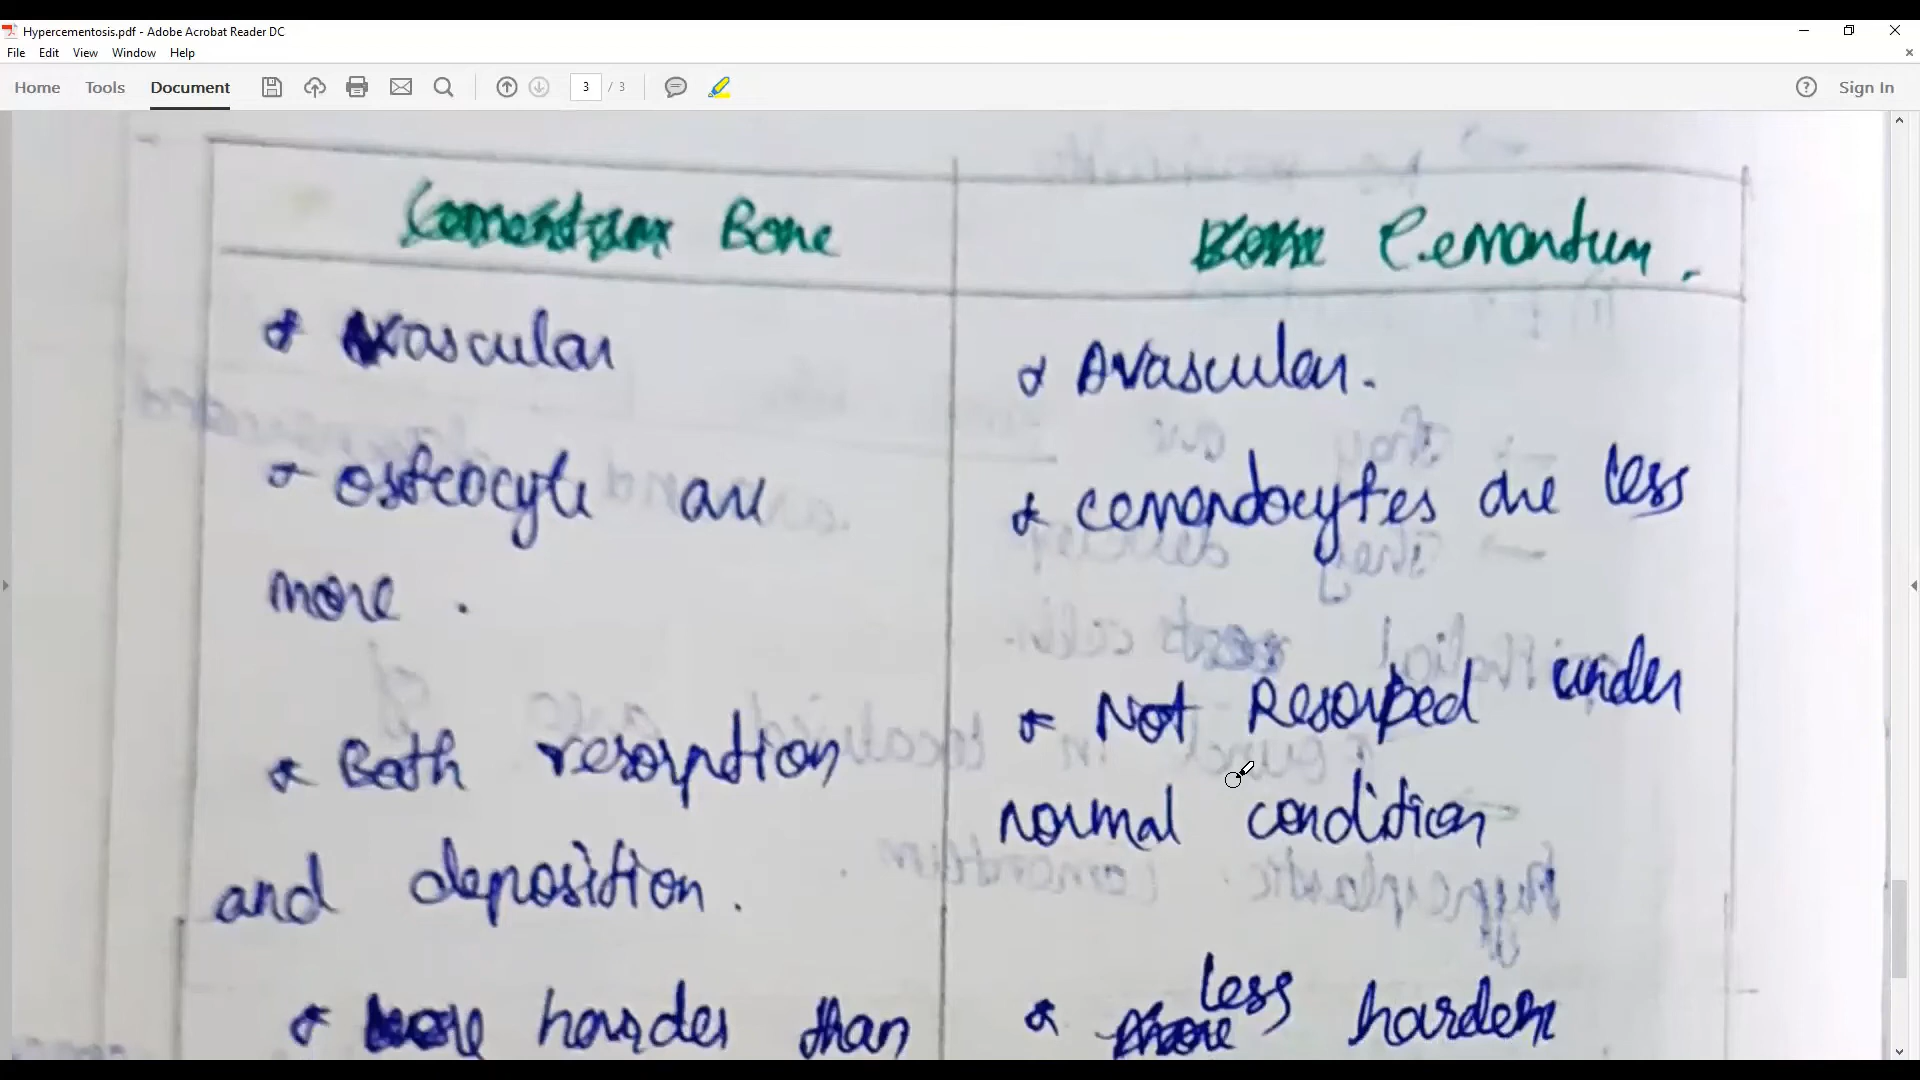 Hypercementosis.pdf - Adobe Acrobat Reader DC
File Edit View Window Help
Home Tools Document 3 / 3 Sign In
Bone
Cementum.
vascular
Avascular.
osteocyte are
more.
cementocytes are less
Both resorption
and deposition.
Not Resorbed under
normal condition
harder than
less harder